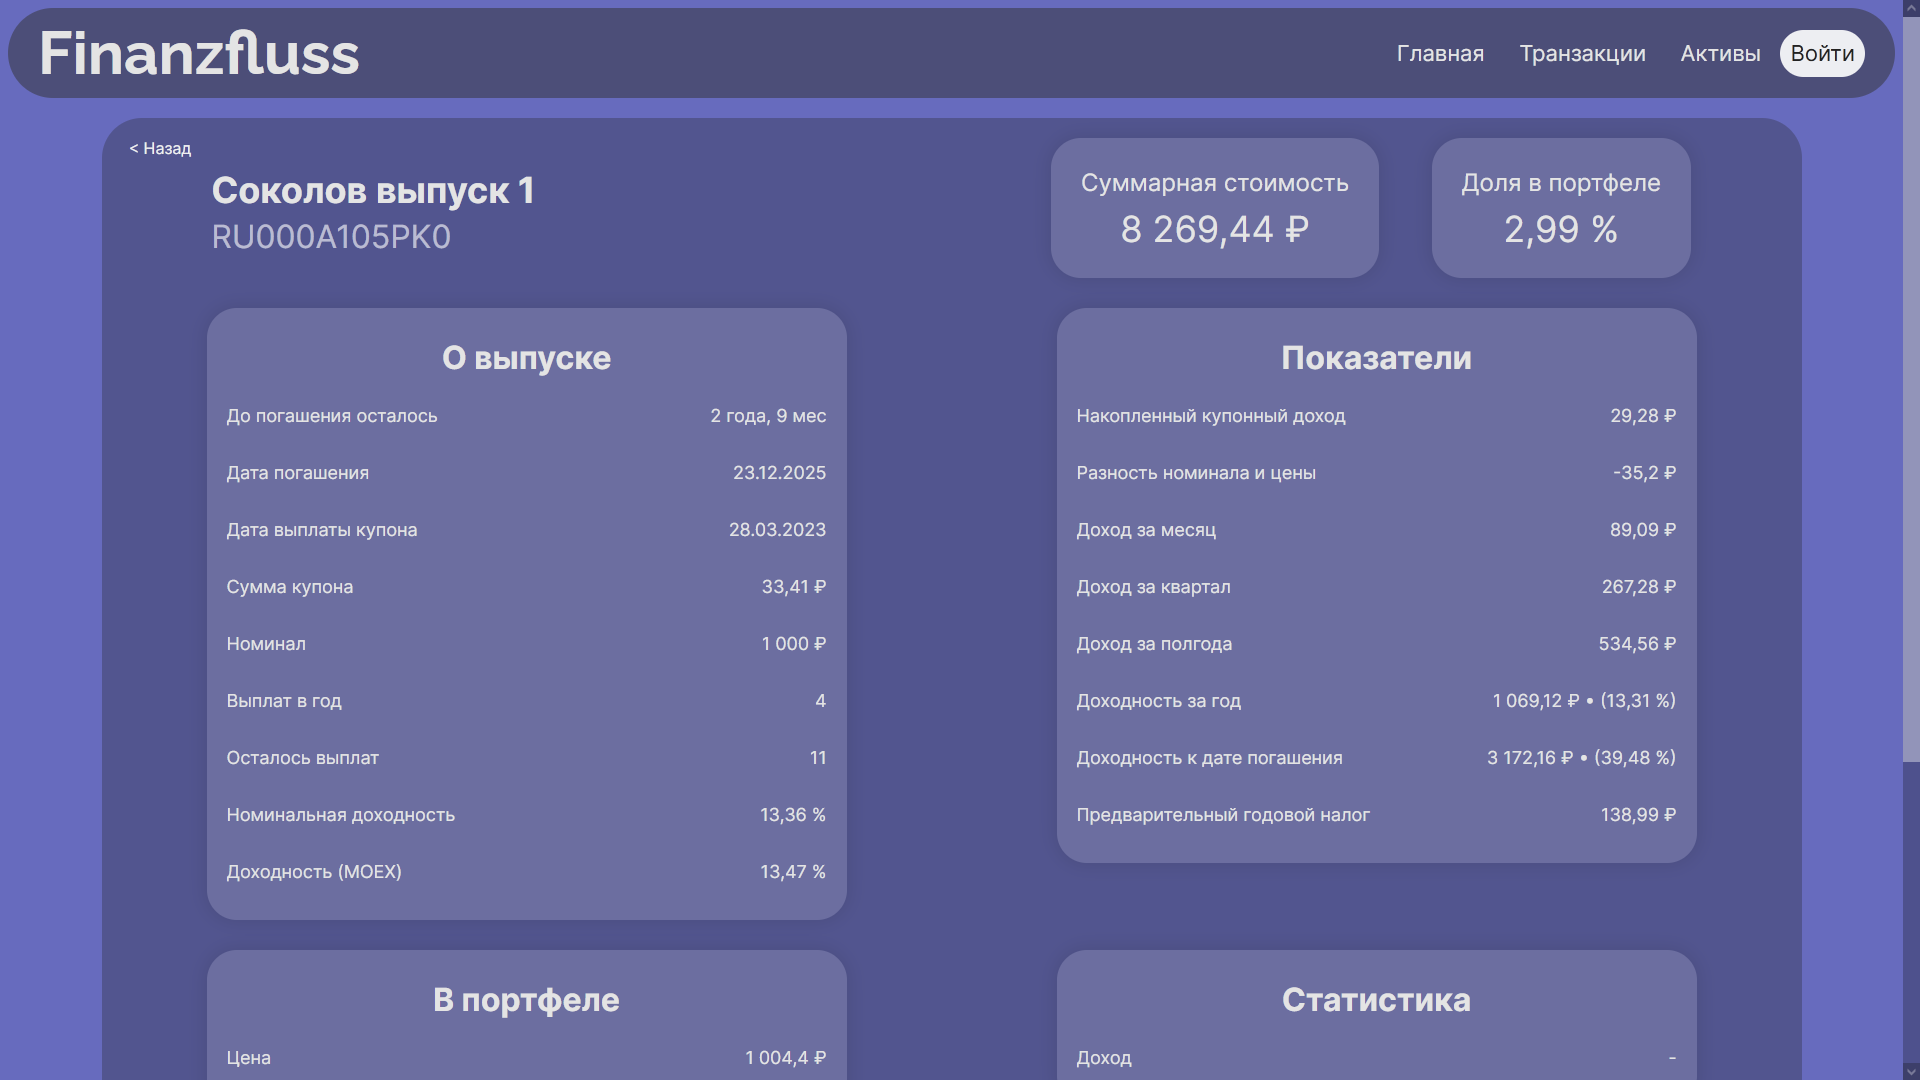 Finanzfluss
Главная Транзакции Активы Войти
< Назад
Соколов выпуск 1
RU000A105PK0
Суммарная стоимость
8 269,44 ₽
Доля в портфеле
2,99 %
О выпуске
До погашения осталось 2 года, 9 мес
Дата погашения 23.12.2025
Дата выплаты купона 28.03.2023
Сумма купона 33,41 ₽
Номинал 1 000 ₽
Выплат в год 4
Осталось выплат 11
Номинальная доходность 13,36 %
Доходность (MOEX) 13,47 %
Показатели
Накопленный купонный доход 29,28 ₽
Разность номинала и цены -35,2 ₽
Доход за месяц 89,09 ₽
Доход за квартал 267,28 ₽
Доход за полгода 534,56 ₽
Доходность за год 1 069,12 ₽ • (13,31 %)
Доходность к дате погашения 3 172,16 ₽ • (39,48 %)
Предварительный годовой налог 138,99 ₽
В портфеле
Цена 1 004,4 ₽
Статистика
Доход -